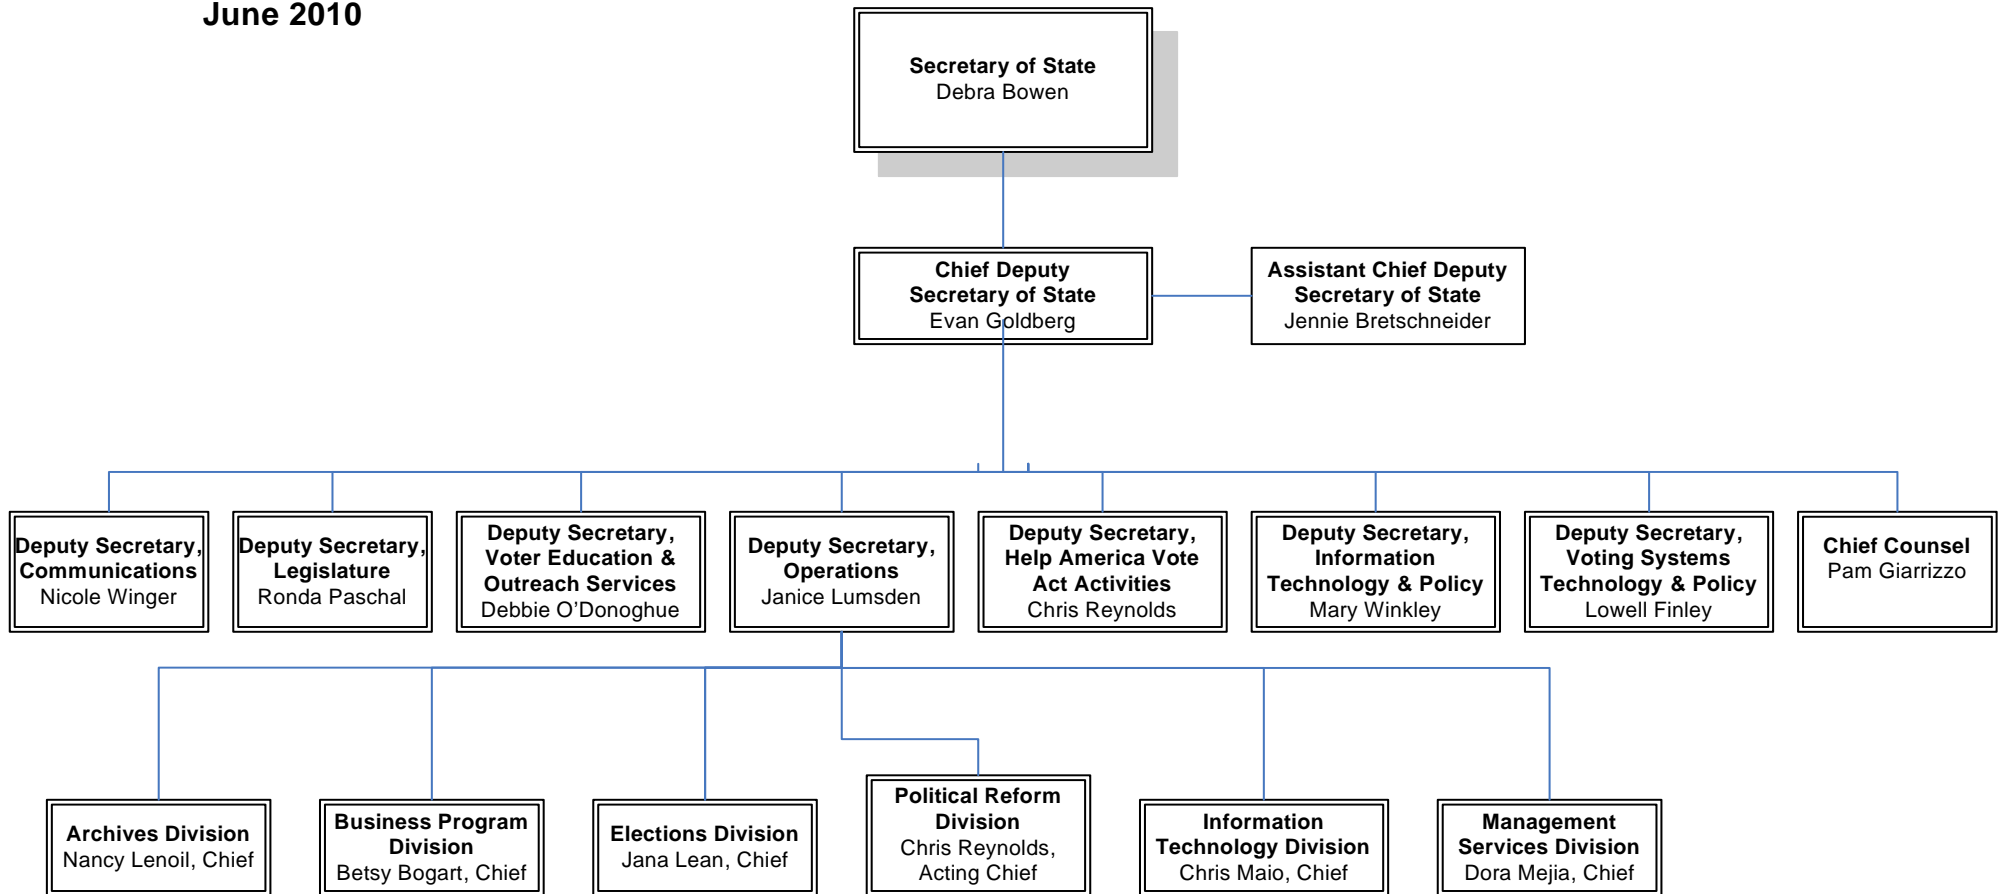 June 2010
Secretary of State
Debra Bowen
Chief Deputy
Secretary of State
Evan Goldberg
Assistant Chief Deputy
Secretary of State
Jennie Bretschneider
Deputy Secretary,
Communications
Nicole Winger
Deputy Secretary,
Legislature
Ronda Paschal
Deputy Secretary,
Voter Education &
Outreach Services
Debbie O’Donoghue
Deputy Secretary,
Operations
Janice Lumsden
Deputy Secretary,
Help America Vote
Act Activities
Chris Reynolds
Deputy Secretary,
Information
Technology & Policy
Mary Winkley
Deputy Secretary,
Voting Systems
Technology & Policy
Lowell Finley
Chief Counsel
Pam Giarrizzo
Archives Division
Nancy Lenoil, Chief
Business Program
Division
Betsy Bogart, Chief
Elections Division
Jana Lean, Chief
Political Reform
Division
Chris Reynolds,
Acting Chief
Information
Technology Division
Chris Maio, Chief
Management
Services Division
Dora Mejia, Chief